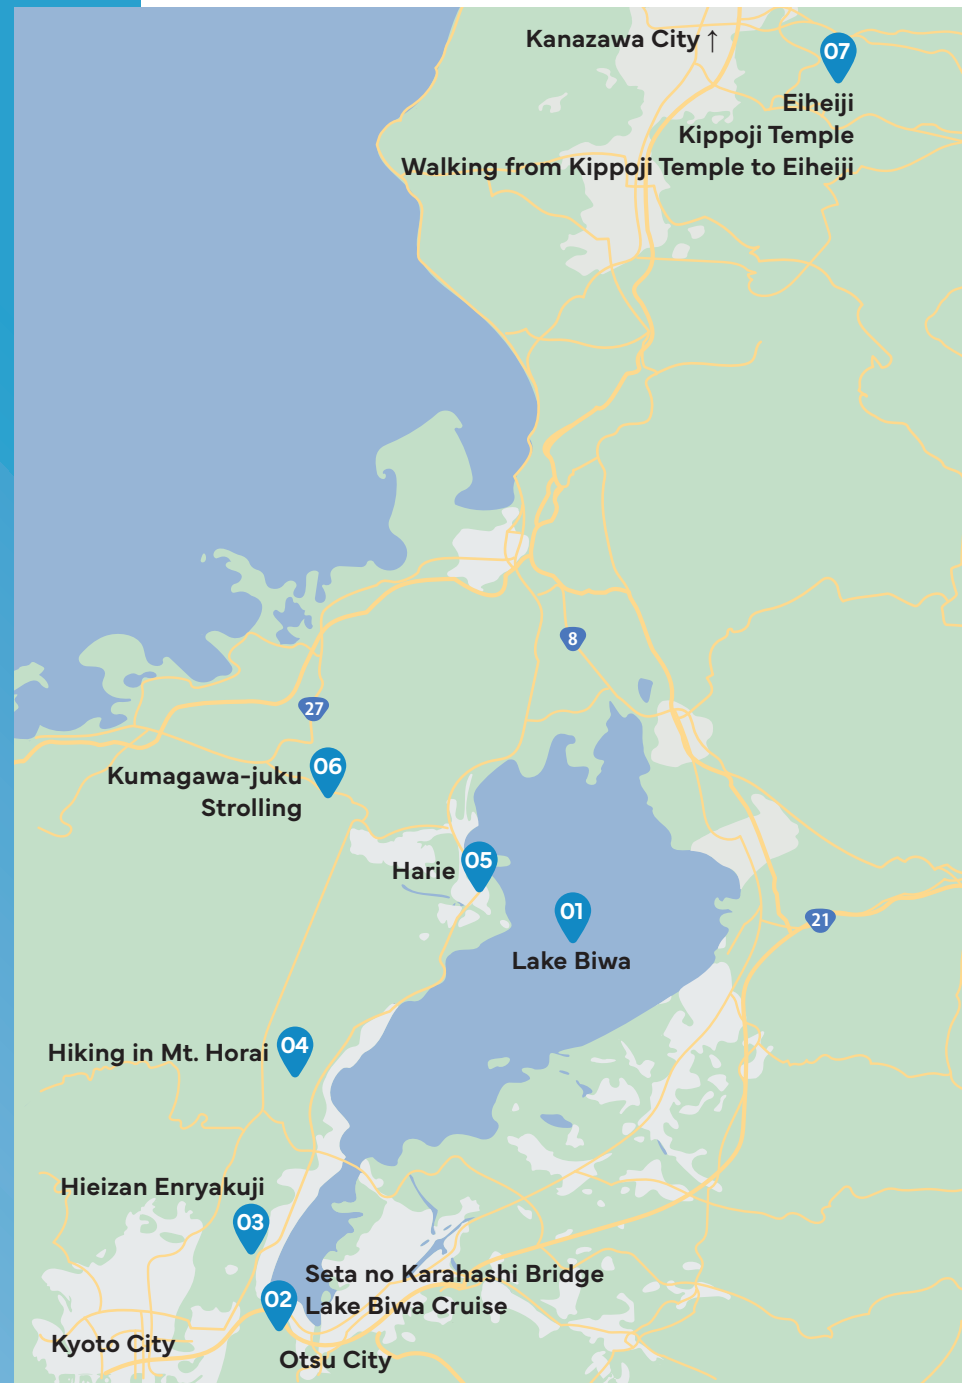 Kanazawa City ↑
07
Eiheiji
Kippoji Temple
Walking from Kippoji Temple to Eiheiji
8
27
06
Kumagawa-juku
Strolling
05
Harie
01
Lake Biwa
21
04
Hiking in Mt. Horai
Hieizan Enryakuji
03
02
Seta no Karahashi Bridge
Lake Biwa Cruise
Kyoto City
Otsu City